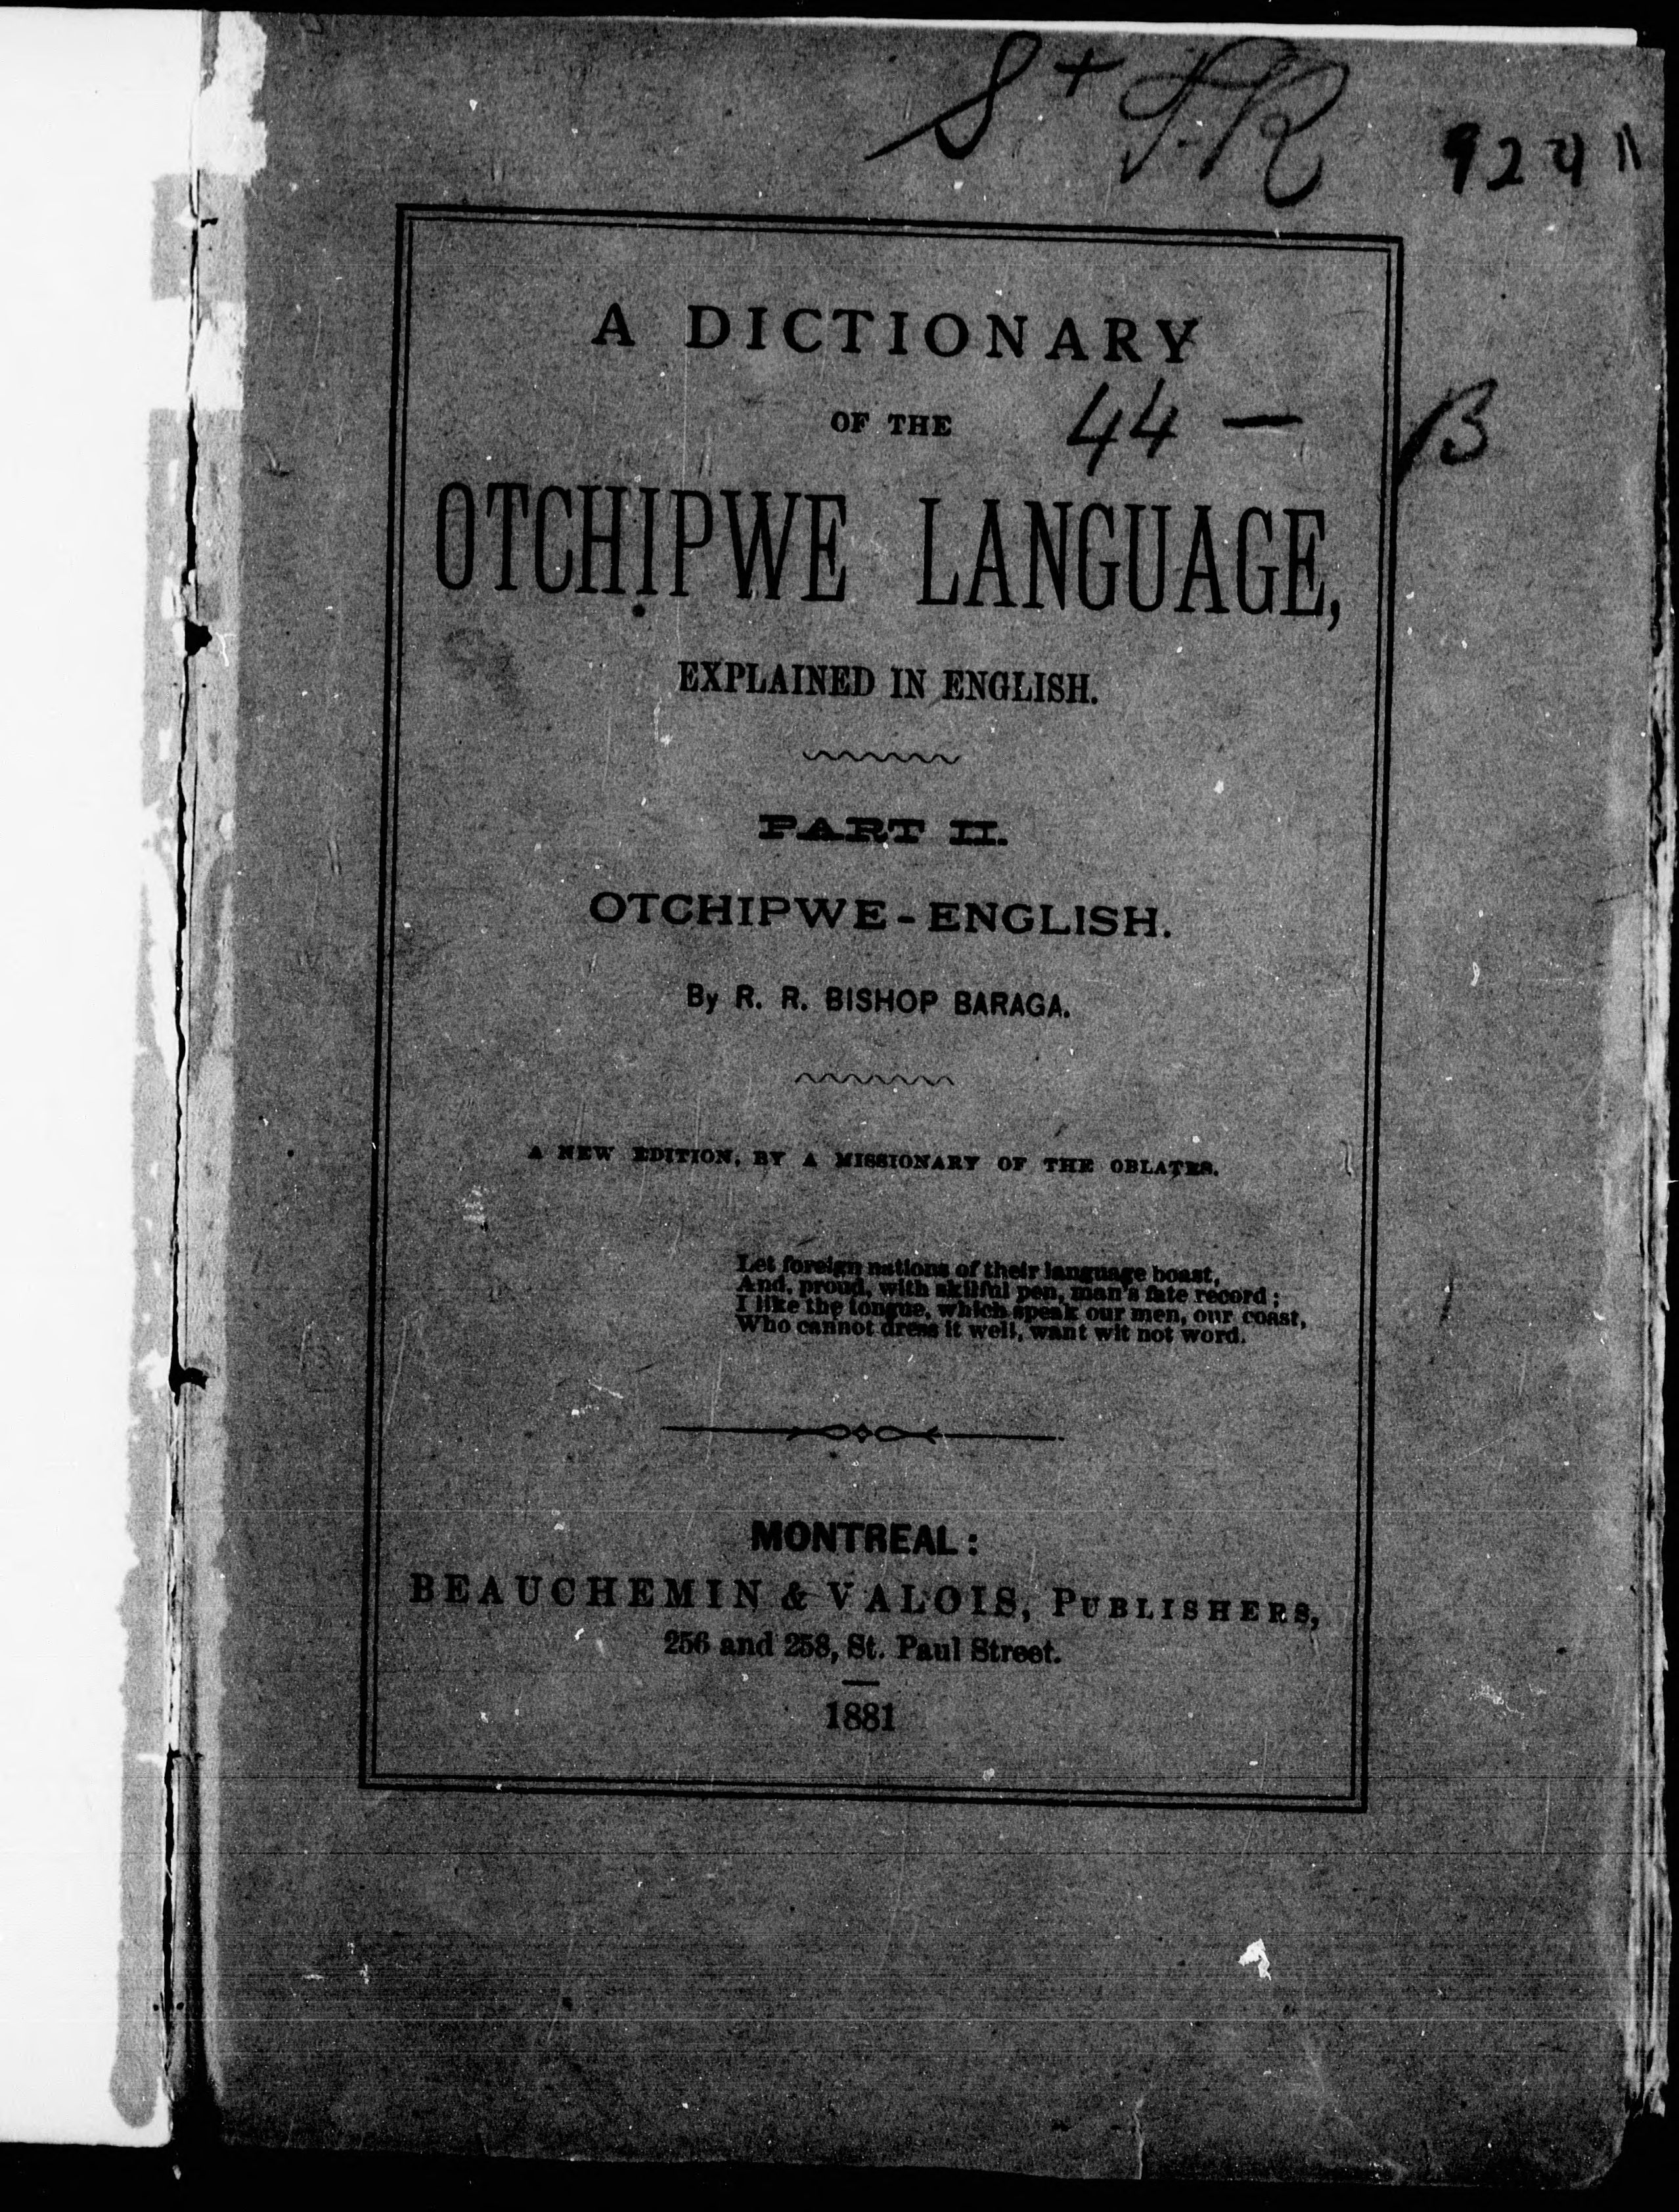 S+ J.R
924"
A DICTIONARY
OF THE
44 — B
OTCHIPWE LANGUAGE,
EXPLAINED IN ENGLISH.
PART II.
OTCHIPWE-ENGLISH.
By R. R. BISHOP BARAGA.
A NEW EDITION, BY A MISSIONARY OF THE OBLATES.
Let foreign nations of their language boast,
And, proud, with skilful pen, man's fate record;
I like the tongue, which speak our men, our coast,
Who cannot dress it well, want wit not word.
MONTREAL:
BEAUCHEMIN & VALOIS, PUBLISHERS,
256 and 258, St. Paul Street.
1881